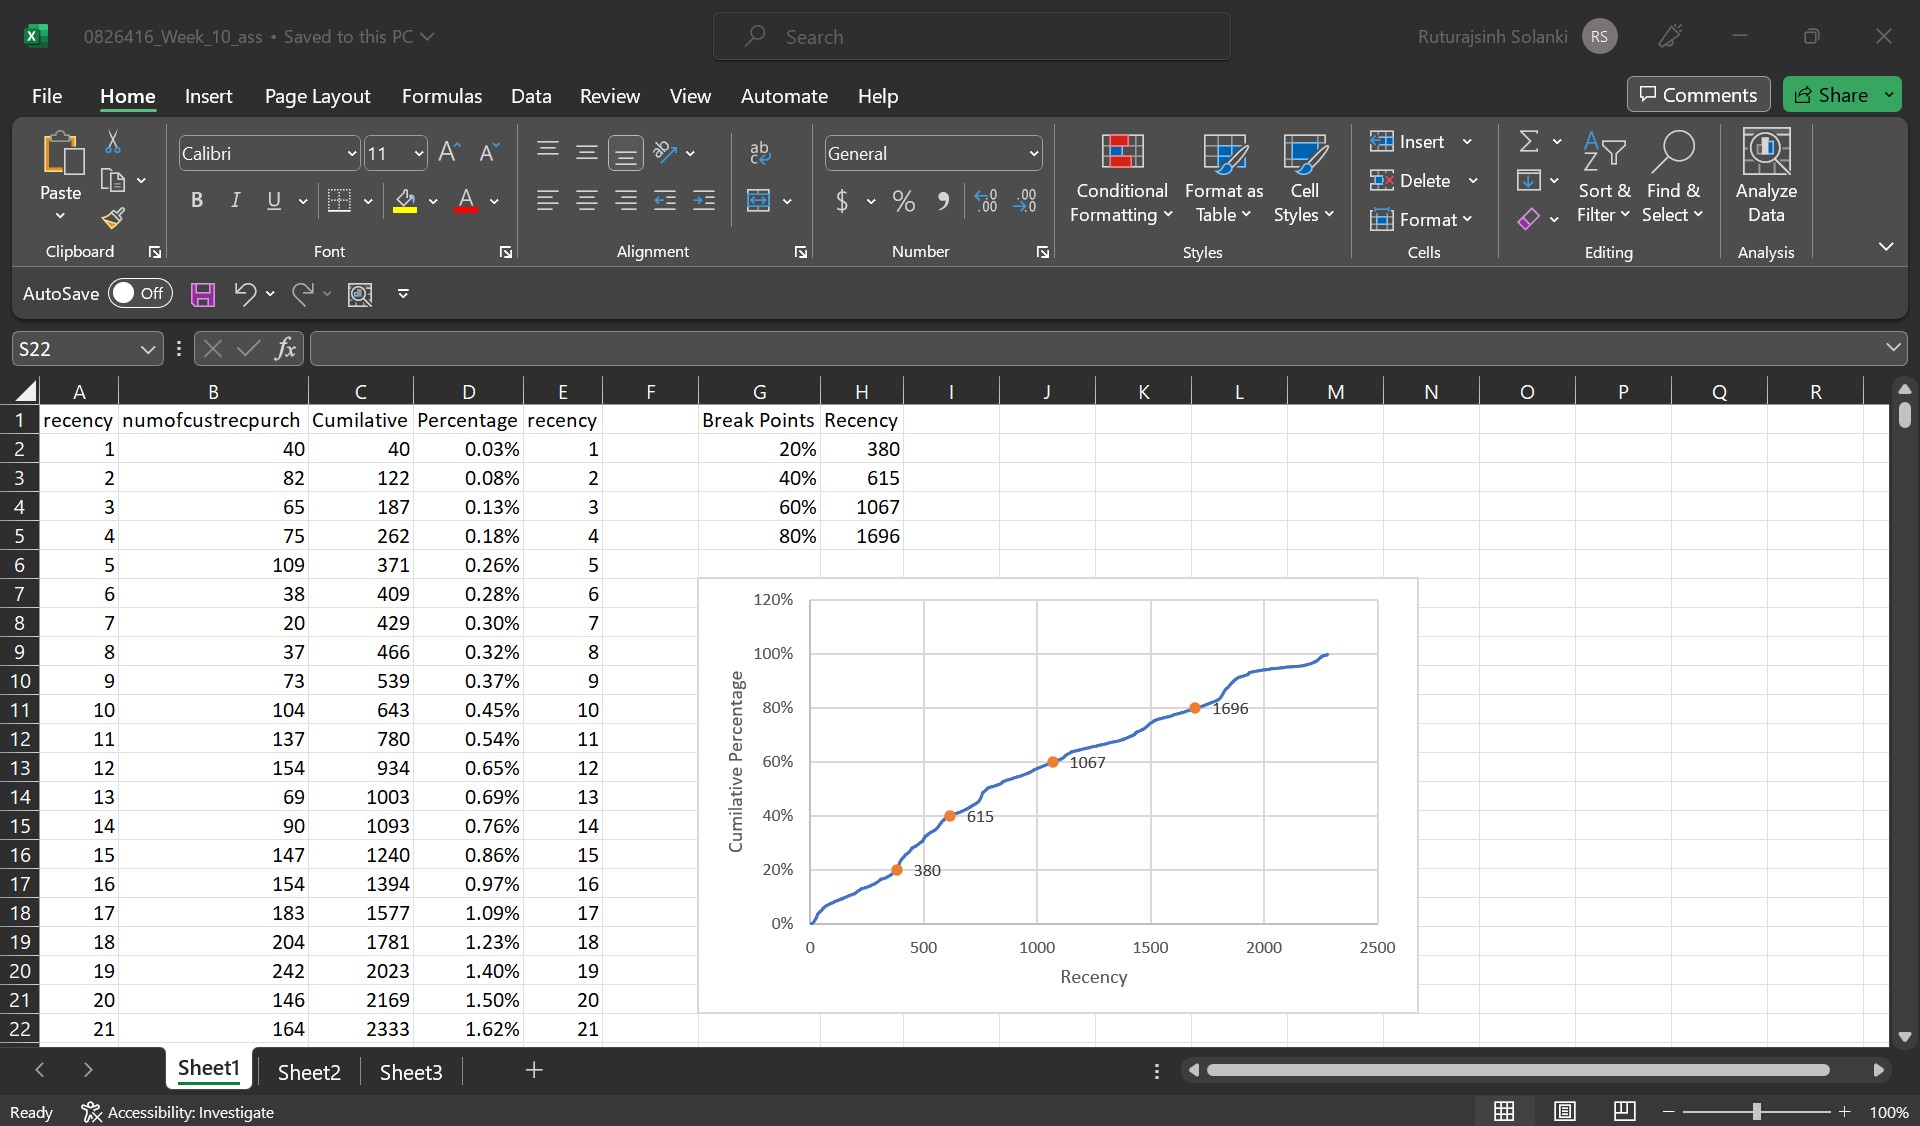 0826416_Week_10_ass • Saved to this PC
Search
Ruturajsinh Solanki RS
File Home Insert Page Layout Formulas Data Review View Automate Help
Comments Share
Paste
Clipboard
Calibri 11
B I U
Font
Alignment
General
Number
Conditional Formatting
Format as Table
Cell Styles
Styles
Insert
Delete
Format
Cells
Sort & Filter
Find & Select
Editing
Analyze Data
Analysis
AutoSave Off
S22
fx
A B C D E F G H I J K L M N O P Q R
1 recency numofcustrecpurch Cumilative Percentage recency Break Points Recency
2 1 40 40 0.03% 1 20% 380
3 2 82 122 0.08% 2 40% 615
4 3 65 187 0.13% 3 60% 1067
5 4 75 262 0.18% 4 80% 1696
6 5 109 371 0.26% 5
7 6 38 409 0.28% 6
8 7 20 429 0.30% 7
9 8 37 466 0.32% 8
10 9 73 539 0.37% 9
11 10 104 643 0.45% 10
12 11 137 780 0.54% 11
13 12 154 934 0.65% 12
14 13 69 1003 0.69% 13
15 14 90 1093 0.76% 14
16 15 147 1240 0.86% 15
17 16 154 1394 0.97% 16
18 17 183 1577 1.09% 17
19 18 204 1781 1.23% 18
20 19 242 2023 1.40% 19
21 20 146 2169 1.50% 20
22 21 164 2333 1.62% 21
Cumilative Percentage
120%
100%
80%
60%
40%
20%
0%
1696
1067
615
380
0 500 1000 1500 2000 2500
Recency
Sheet1 Sheet2 Sheet3
Ready Accessibility: Investigate
100%